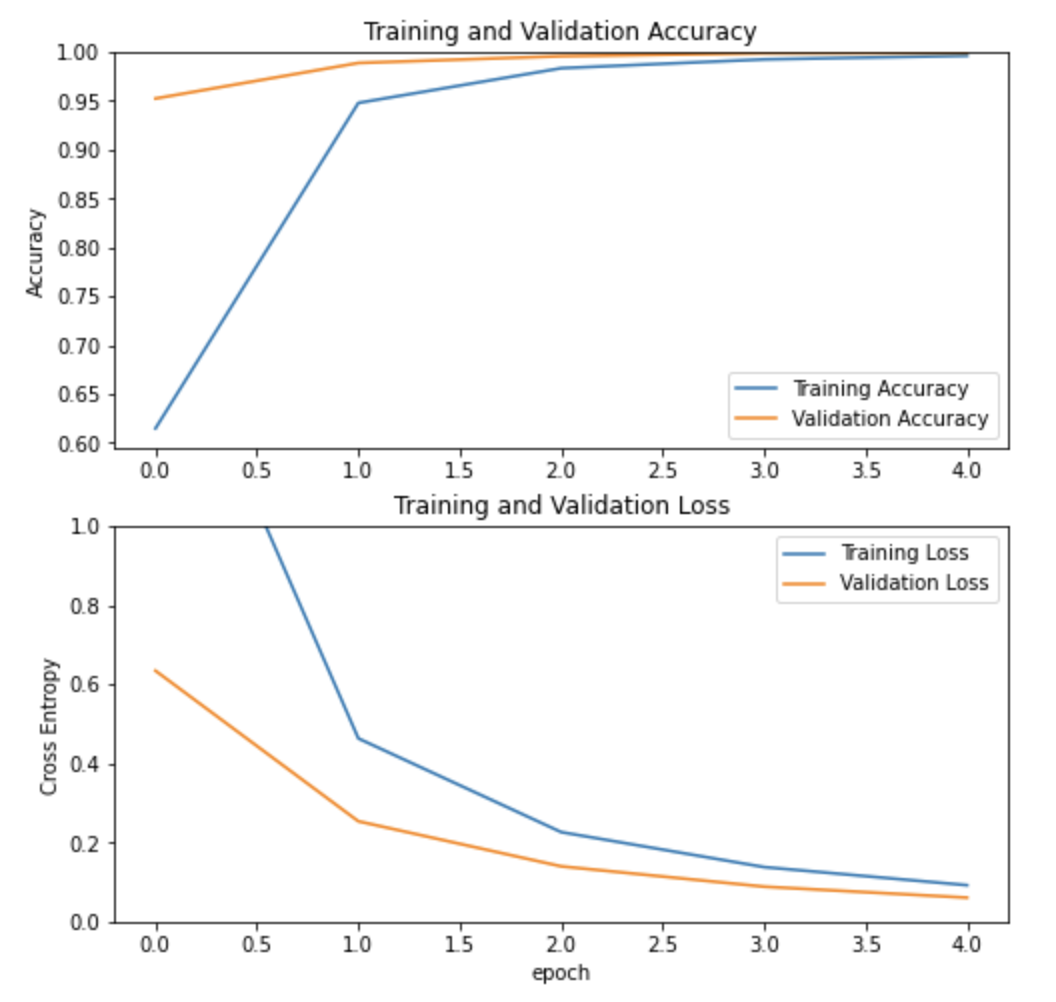 Training and Validation Accuracy
1.00
0.95
0.90
0.85
0.80
0.75
0.70
0.65
0.60
Accuracy
Training Accuracy
Validation Accuracy
0.0 0.5 1.0 1.5 2.0 2.5 3.0 3.5 4.0
Training and Validation Loss
1.0
0.8
0.6
0.4
0.2
0.0
Cross Entropy
Training Loss
Validation Loss
0.0 0.5 1.0 1.5 2.0 2.5 3.0 3.5 4.0
epoch